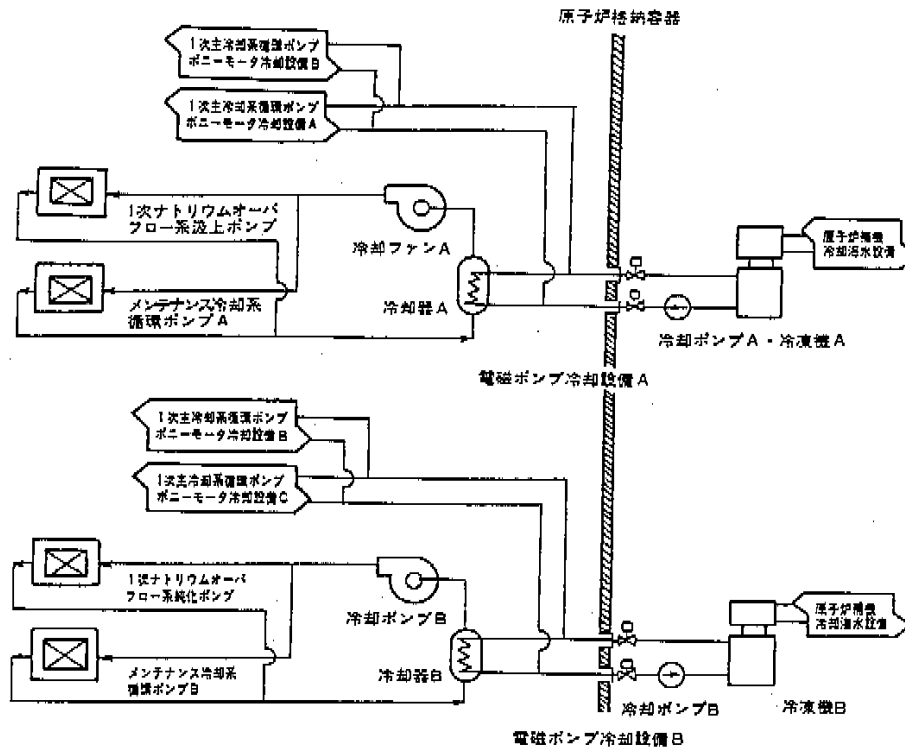 原子炉格納容器
1次主冷却系循環ポンプ
ポニーモータ冷却設備B
1次主冷却系循環ポンプ
ポニーモータ冷却設備A
1次ナトリウムオーバ
フロー系汲上ポンプ
冷却ファンA
原子炉補機
冷却海水設備
メンテナンス冷却系
循環ポンプA
冷却器A
冷却ポンプA・冷凍機A
電磁ポンプ冷却設備A
1次主冷却系循環ポンプ
ポニーモータ冷却設備B
1次主冷却系循環ポンプ
ポニーモータ冷却設備C
1次ナトリウムオーバ
フロー系純化ポンプ
冷却ポンプB
原子炉補機
冷却海水設備
メンテナンス冷却系
循環ポンプB
冷却器B
冷却ポンプB
冷凍機B
電磁ポンプ冷却設備B